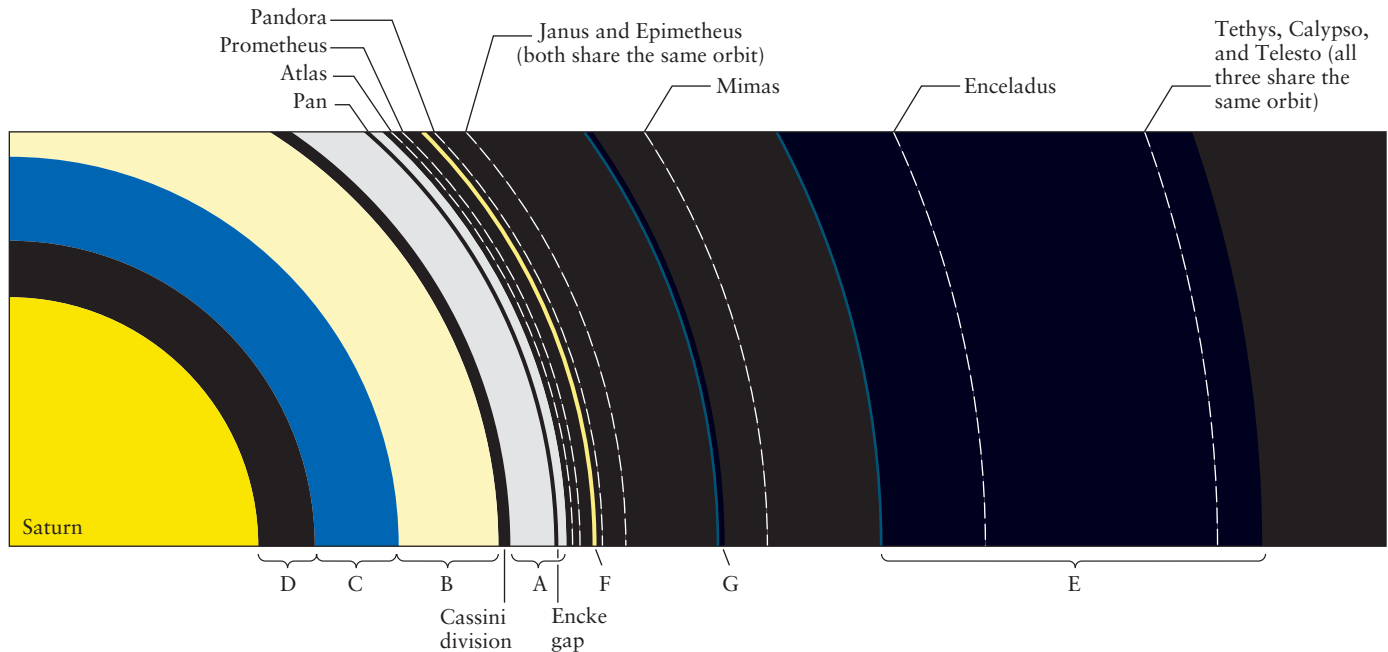 Pandora
Prometheus
Atlas
Pan
Janus and Epimetheus
(both share the same orbit)
Mimas
Enceladus
Tethys, Calypso,
and Telesto (all
three share the
same orbit)
Saturn
D
C
B
A
F
G
E
Cassini
division
Encke
gap